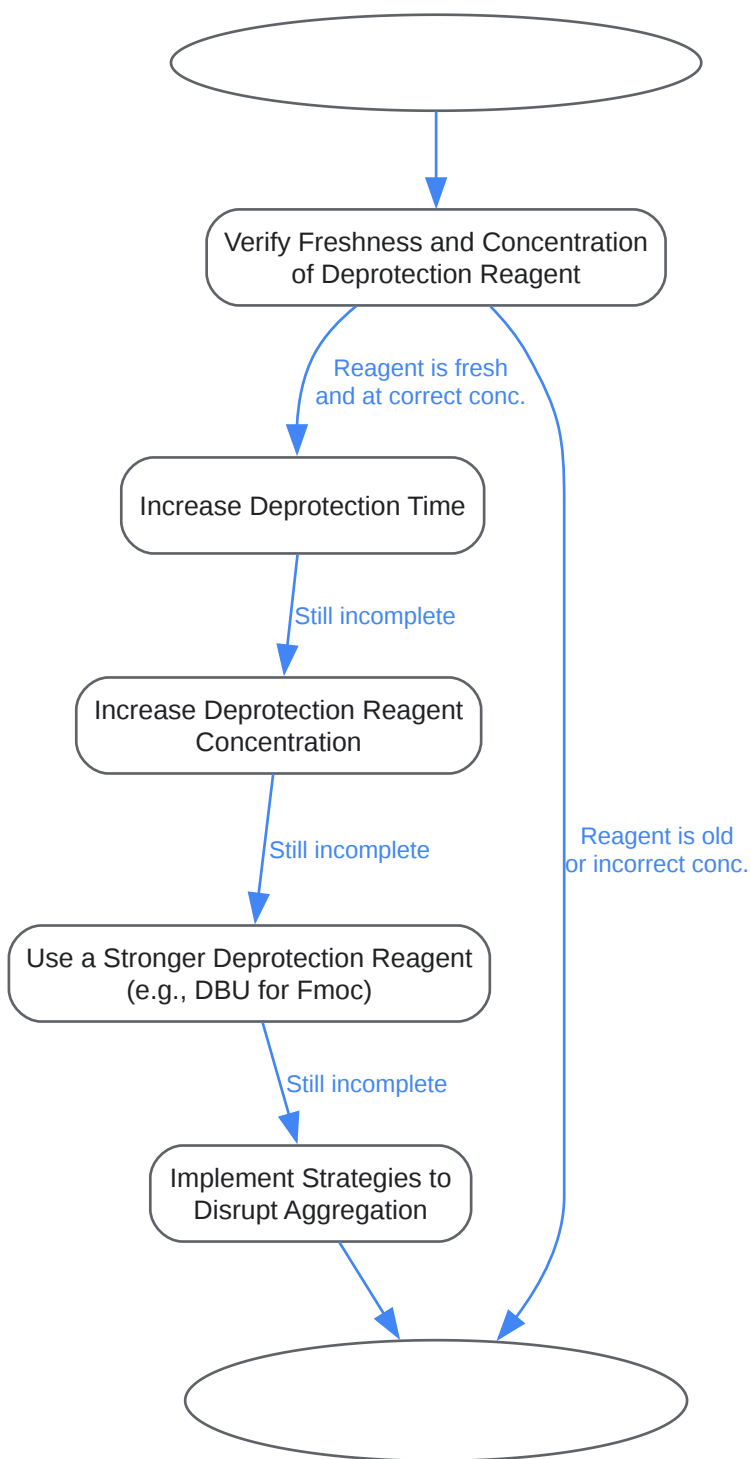 Verify Freshness and Concentration
of Deprotection Reagent
Reagent is fresh
and at correct conc.
Increase Deprotection Time
Still incomplete
Increase Deprotection Reagent
Concentration
Still incomplete
Reagent is old
or incorrect conc.
Use a Stronger Deprotection Reagent
(e.g., DBU for Fmoc)
Still incomplete
Implement Strategies to
Disrupt Aggregation